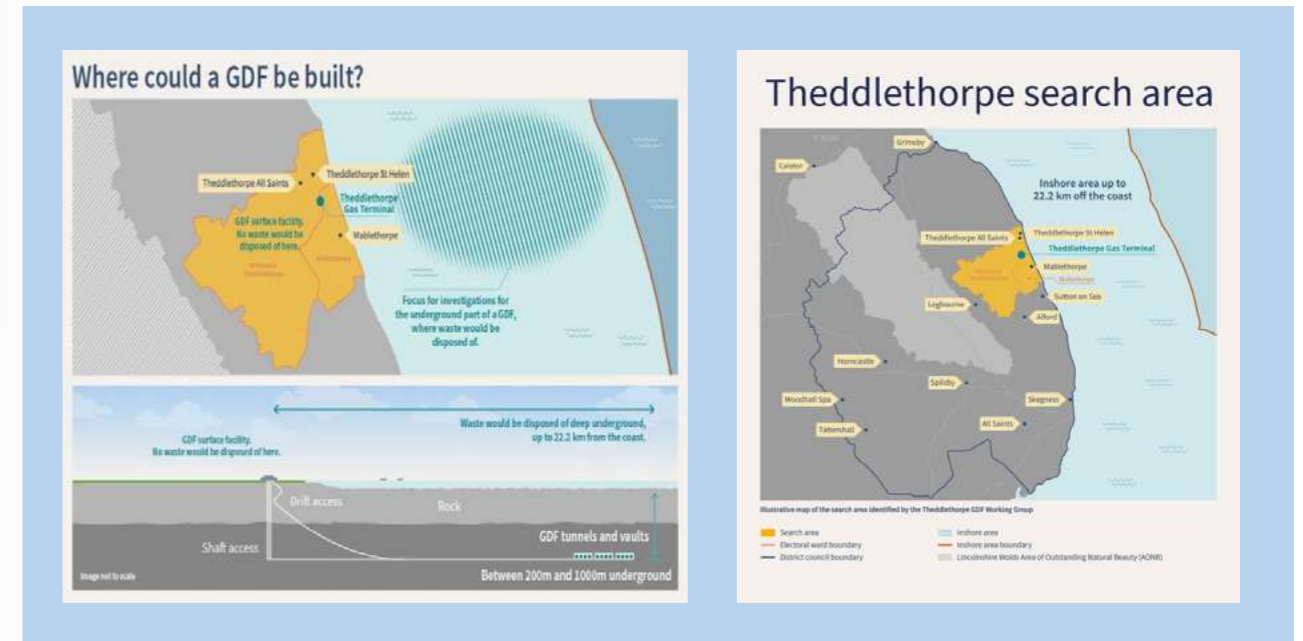 Where could a GDF be built?
Theddlethorpe All Saints
Theddlethorpe St Helen
Theddlethorpe
Gas Terminal
Mablethorpe
GDF surface facility.
No waste would be
disposed of here.
Focus for investigations for
the underground part of a GDF,
where waste would be
disposed of.
Waste would be disposed of deep underground,
up to 22.2 km from the coast.
GDF surface facility.
No waste would be disposed of here.
Drift access
Rock
Shaft access
GDF tunnels and vaults
Between 200m and 1000m underground
Image not to scale
Theddlethorpe search area
Grimsby
Caistor
Inshore area up to
22.2 km off the coast
Theddlethorpe All Saints
Theddlethorpe St Helen
Theddlethorpe Gas Terminal
Mablethorpe
Mablethorpe
Sutton on Sea
Legbourne
Alford
Horncastle
Spilsby
Woodhall Spa
Skegness
Tattershall
All Saints
Illustrative map of the search area identified by the Theddlethorpe GDF Working Group
Search area
Electoral ward boundary
District council boundary
Inshore area
Inshore area boundary
Lincolnshire Wolds Area of Outstanding Natural Beauty (AONB)